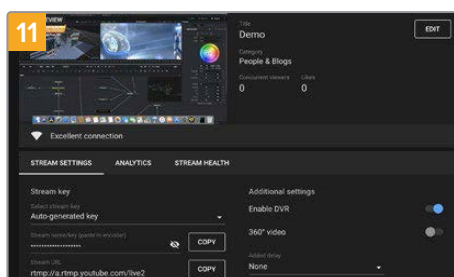 11
PREVIEW
Title
Demo
EDIT
Category
People & Blogs
Concurrent viewers Likes
0 0
Excellent connection
STREAM SETTINGS ANALYTICS STREAM HEALTH
Stream key Additional settings
Select stream key Enable DVR
Auto-generated key
Stream name/key (paste in encoder) 360° video
COPY
Stream URL Added delay
rtmp://a.rtmp.youtube.com/live2 COPY None